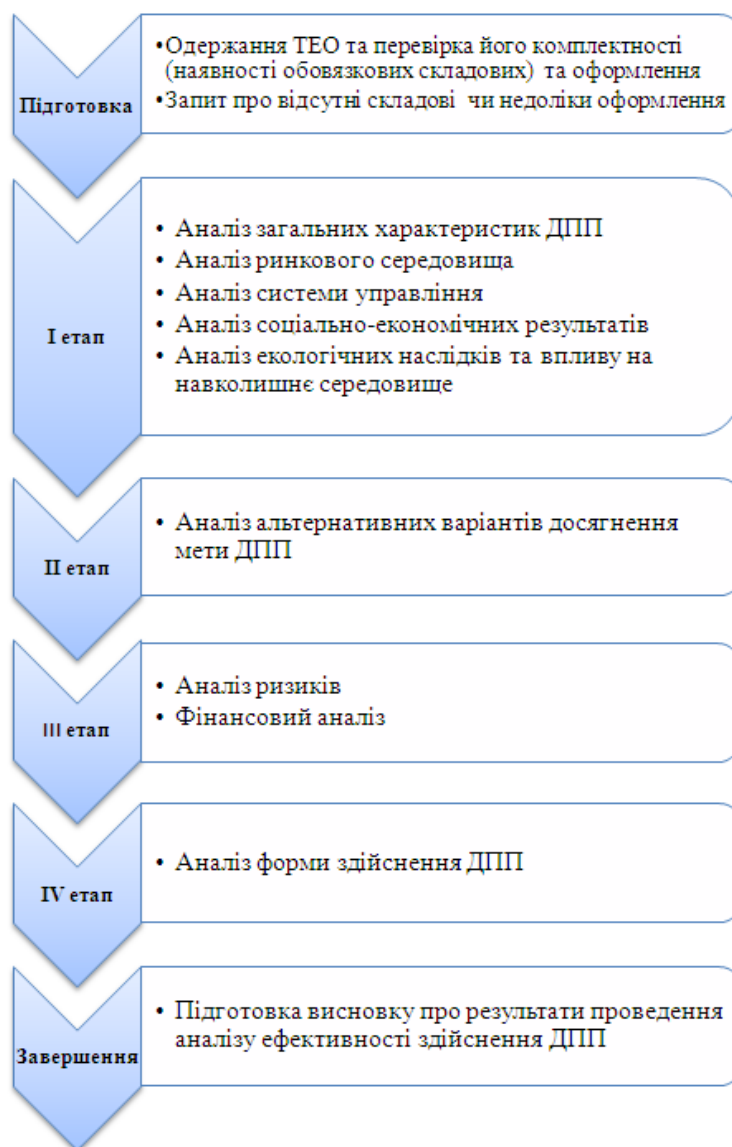 •Одержання ТЕО та перевірка його комплектності
(наявності обовязкових складових) та оформлення
•Запит про відсутні складові чи недоліки оформлення
Підготовка
• Аналіз загальних характеристик ДПП
• Аналіз ринкового середовища
• Аналіз системи управління
• Аналіз соціально-економічних результатів
• Аналіз екологічних наслідків та впливу на
навколишнє середовище
І етап
• Аналіз альтернативних варіантів досягнення
мети ДПП
ІІ етап
• Аналіз ризиків
• Фінансовий аналіз
ІІІ етап
• Аналіз форми здійснення ДПП
IV етап
• Підготовка висновку про результати проведення
аналізу ефективності здійснення ДПП
Завершення